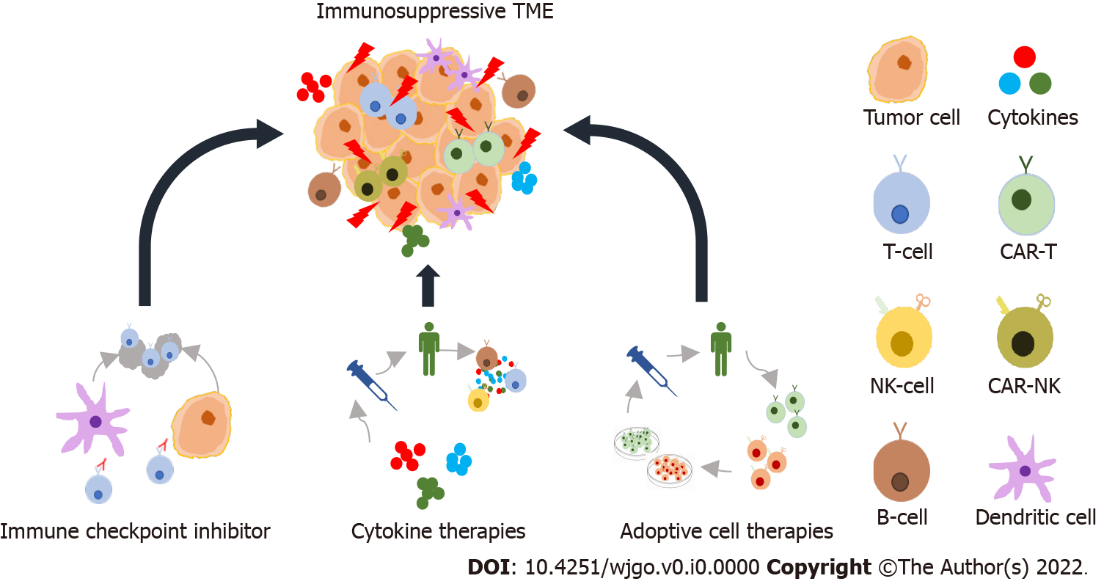 Immunosuppressive TME
Tumor cell
Cytokines
T-cell
CAR-T
NK-cell
CAR-NK
B-cell
Dendritic cell
Immune checkpoint inhibitor
Cytokine therapies
Adoptive cell therapies
DOI: 10.4251/wjgo.v0.i0.0000 Copyright ©The Author(s) 2022.